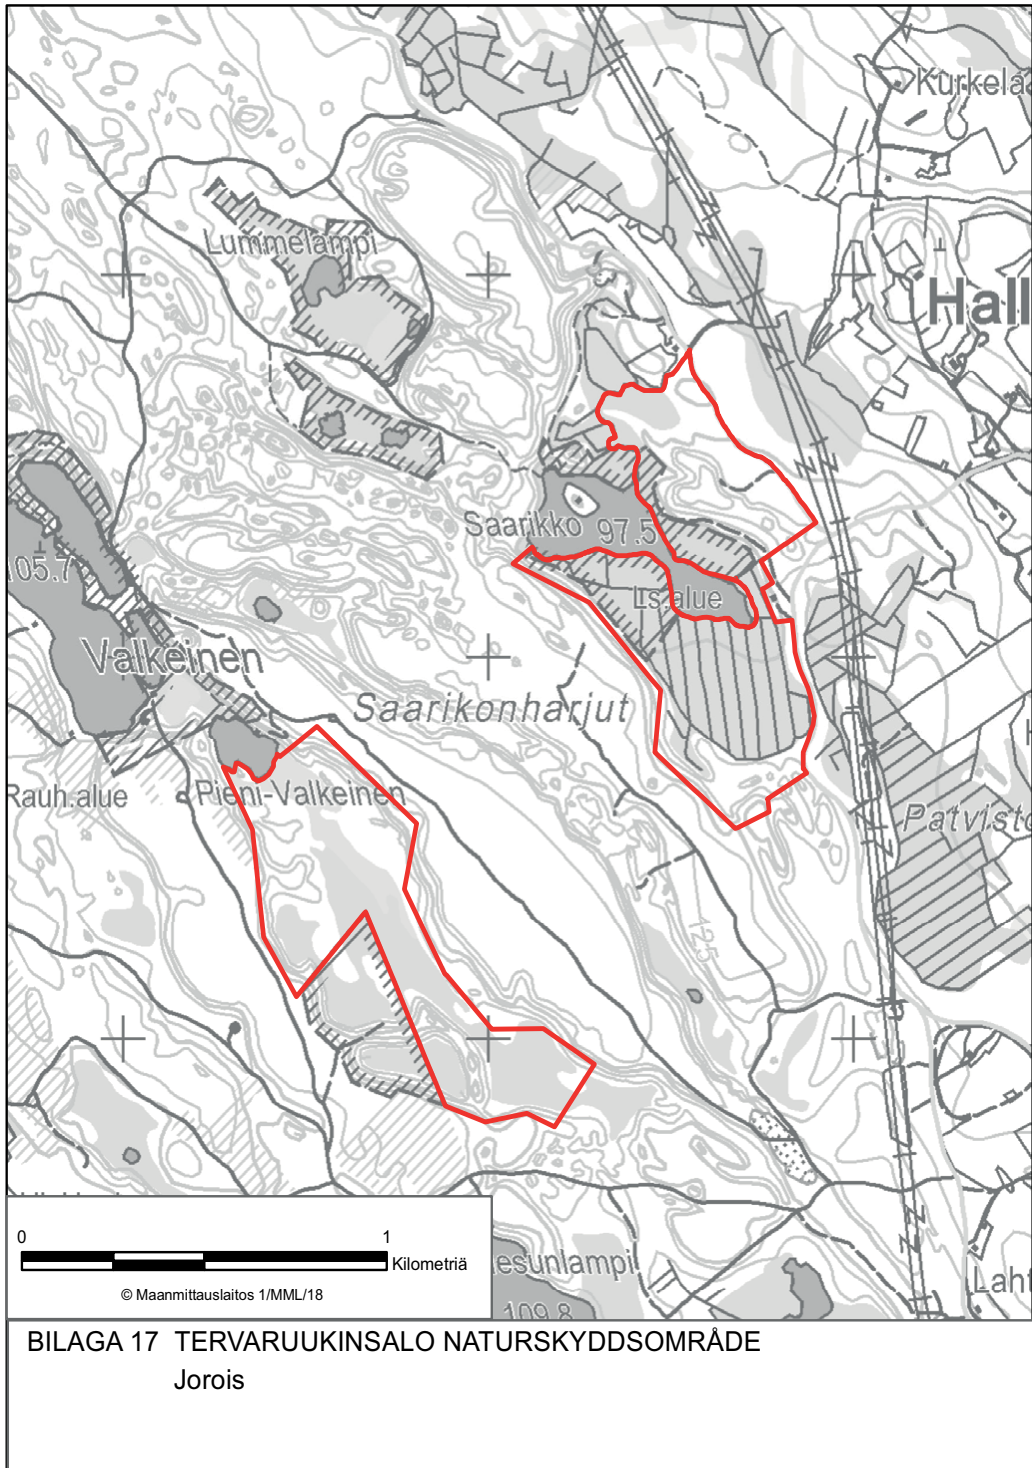 Kurkela
Lummelampi
Hall
Saarikko 97.5
105.7
Ls.alue
Valkeinen
Saarikonharjut
Rauh.alue
Pieni-Valkeinen
Patvisto
125
0 1
Kilometriä
© Maanmittauslaitos 1/MML/18
esunlampi
109.8
Laht
BILAGA 17 TERVARUUKINSALO NATURSKYDDSOMRÅDE
Jorois